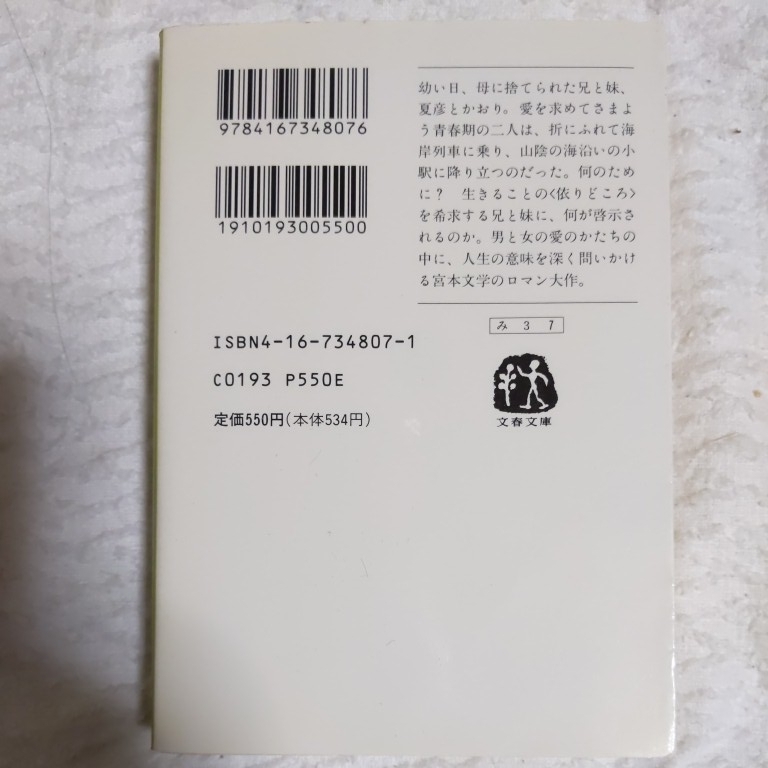 9784167348076
1910193005500
幼い日、母に捨てられた兄と妹、
夏彦とかおり。愛を求めてさまよ
う青春期の二人は、折にふれて海
岸列車に乗り、山陰の海沿いの小
駅に降り立つのだった。何のため
に？　生きることの〈依りどころ〉
を希求する兄と妹に、何が啓示さ
れるのか。男と女の愛のかたちの
中に、人生の意味を深く問いかけ
る宮本文学のロマン大作。
み 3 7
文春文庫
ISBN4-16-734807-1
C0193 P550E
定価550円(本体534円)